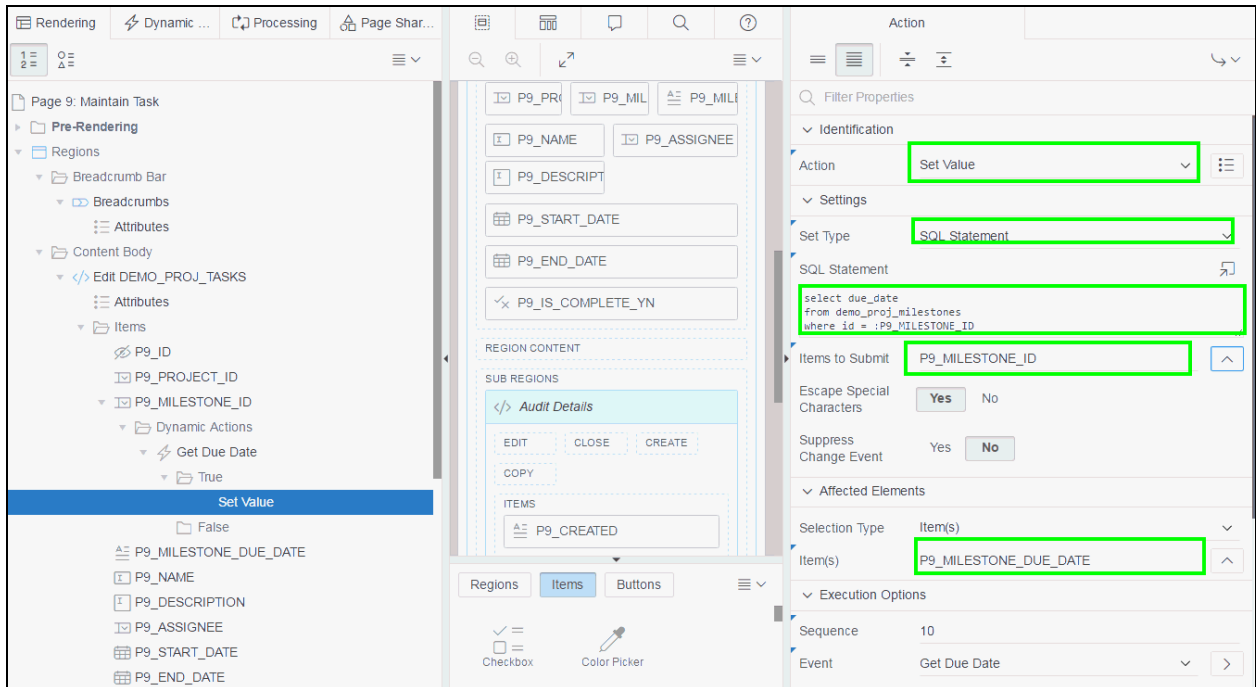 Rendering
Dynamic ...
Processing
Page Shar...
Page 9: Maintain Task
Pre-Rendering
Regions
Breadcrumb Bar
Breadcrumbs
Attributes
Content Body
Edit DEMO_PROJ_TASKS
Attributes
Items
P9_ID
P9_PROJECT_ID
P9_MILESTONE_ID
Dynamic Actions
Get Due Date
True
Set Value
False
P9_MILESTONE_DUE_DATE
P9_NAME
P9_DESCRIPTION
P9_ASSIGNEE
P9_START_DATE
P9_END_DATE
P9_PRO
P9_MIL
P9_MILE
P9_NAME
P9_ASSIGNEE
P9_DESCRIPT
P9_START_DATE
P9_END_DATE
P9_IS_COMPLETE_YN
REGION CONTENT
SUB REGIONS
Audit Details
EDIT
CLOSE
CREATE
COPY
ITEMS
P9_CREATED
Regions
Items
Buttons
Checkbox
Color Picker
Action
Filter Properties
Identification
Action
Set Value
Settings
Set Type
SQL Statement
SQL Statement
select due_date
from demo_proj_milestones
where id = :P9_MILESTONE_ID
Items to Submit
P9_MILESTONE_ID
Escape Special
Characters
Yes
No
Suppress
Change Event
Yes
No
Affected Elements
Selection Type
Item(s)
Item(s)
P9_MILESTONE_DUE_DATE
Execution Options
Sequence
10
Event
Get Due Date